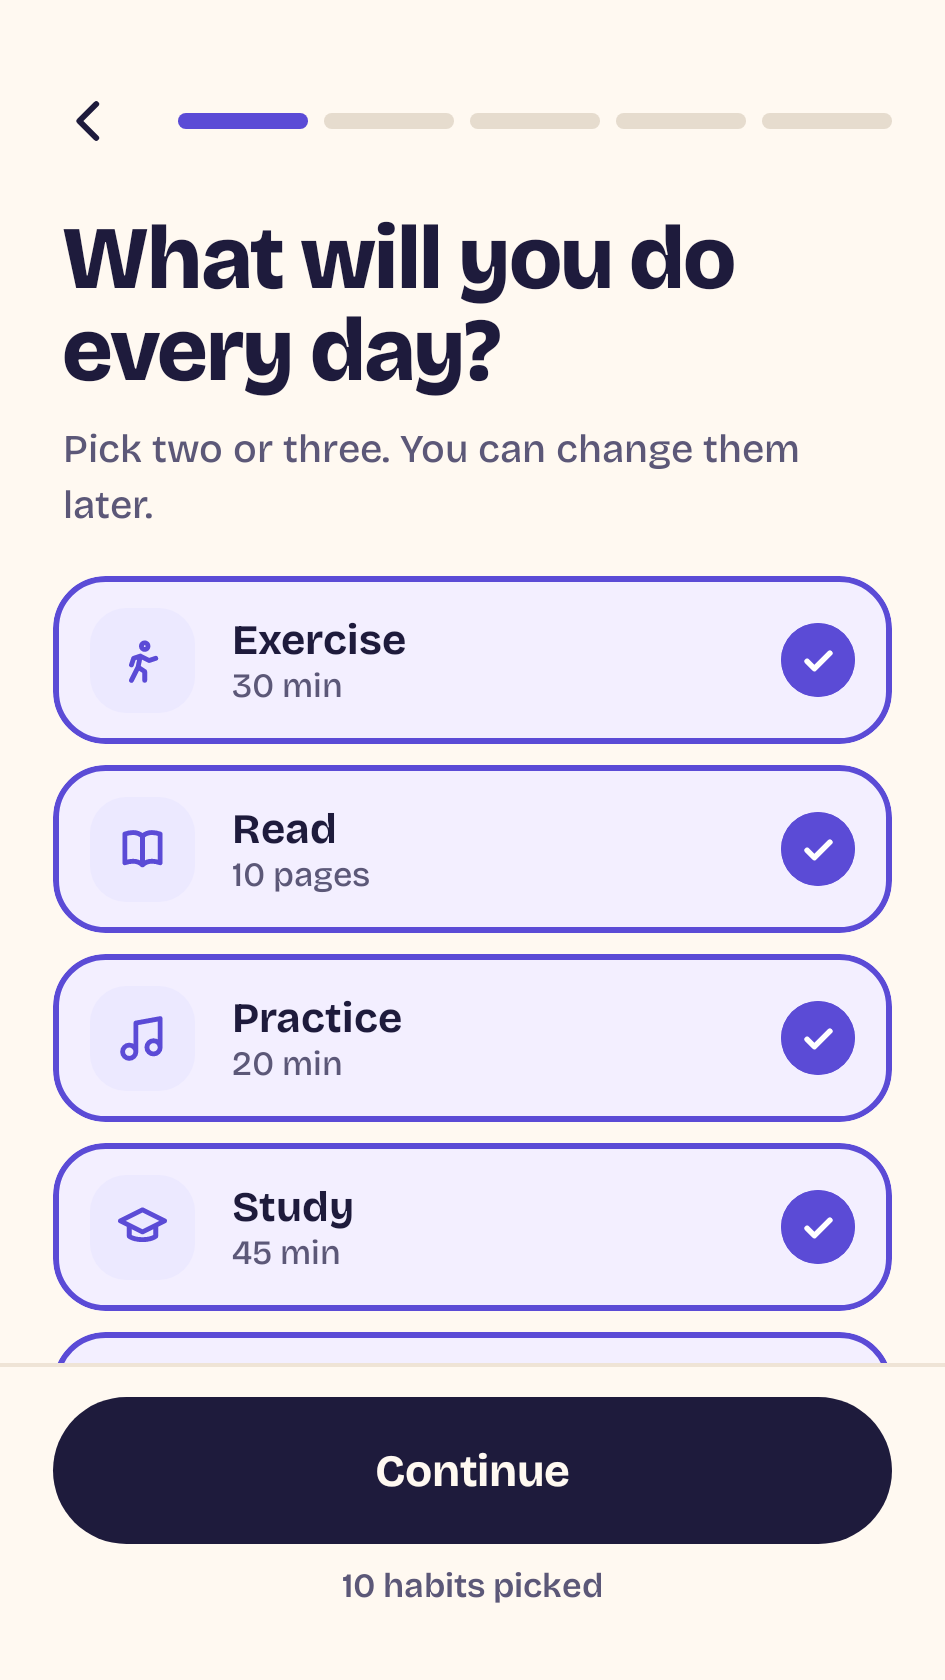 What will you do
every day?
Pick two or three. You can change them
later.
Exercise
30 min
Read
10 pages
Practice
20 min
Study
45 min
Continue
10 habits picked